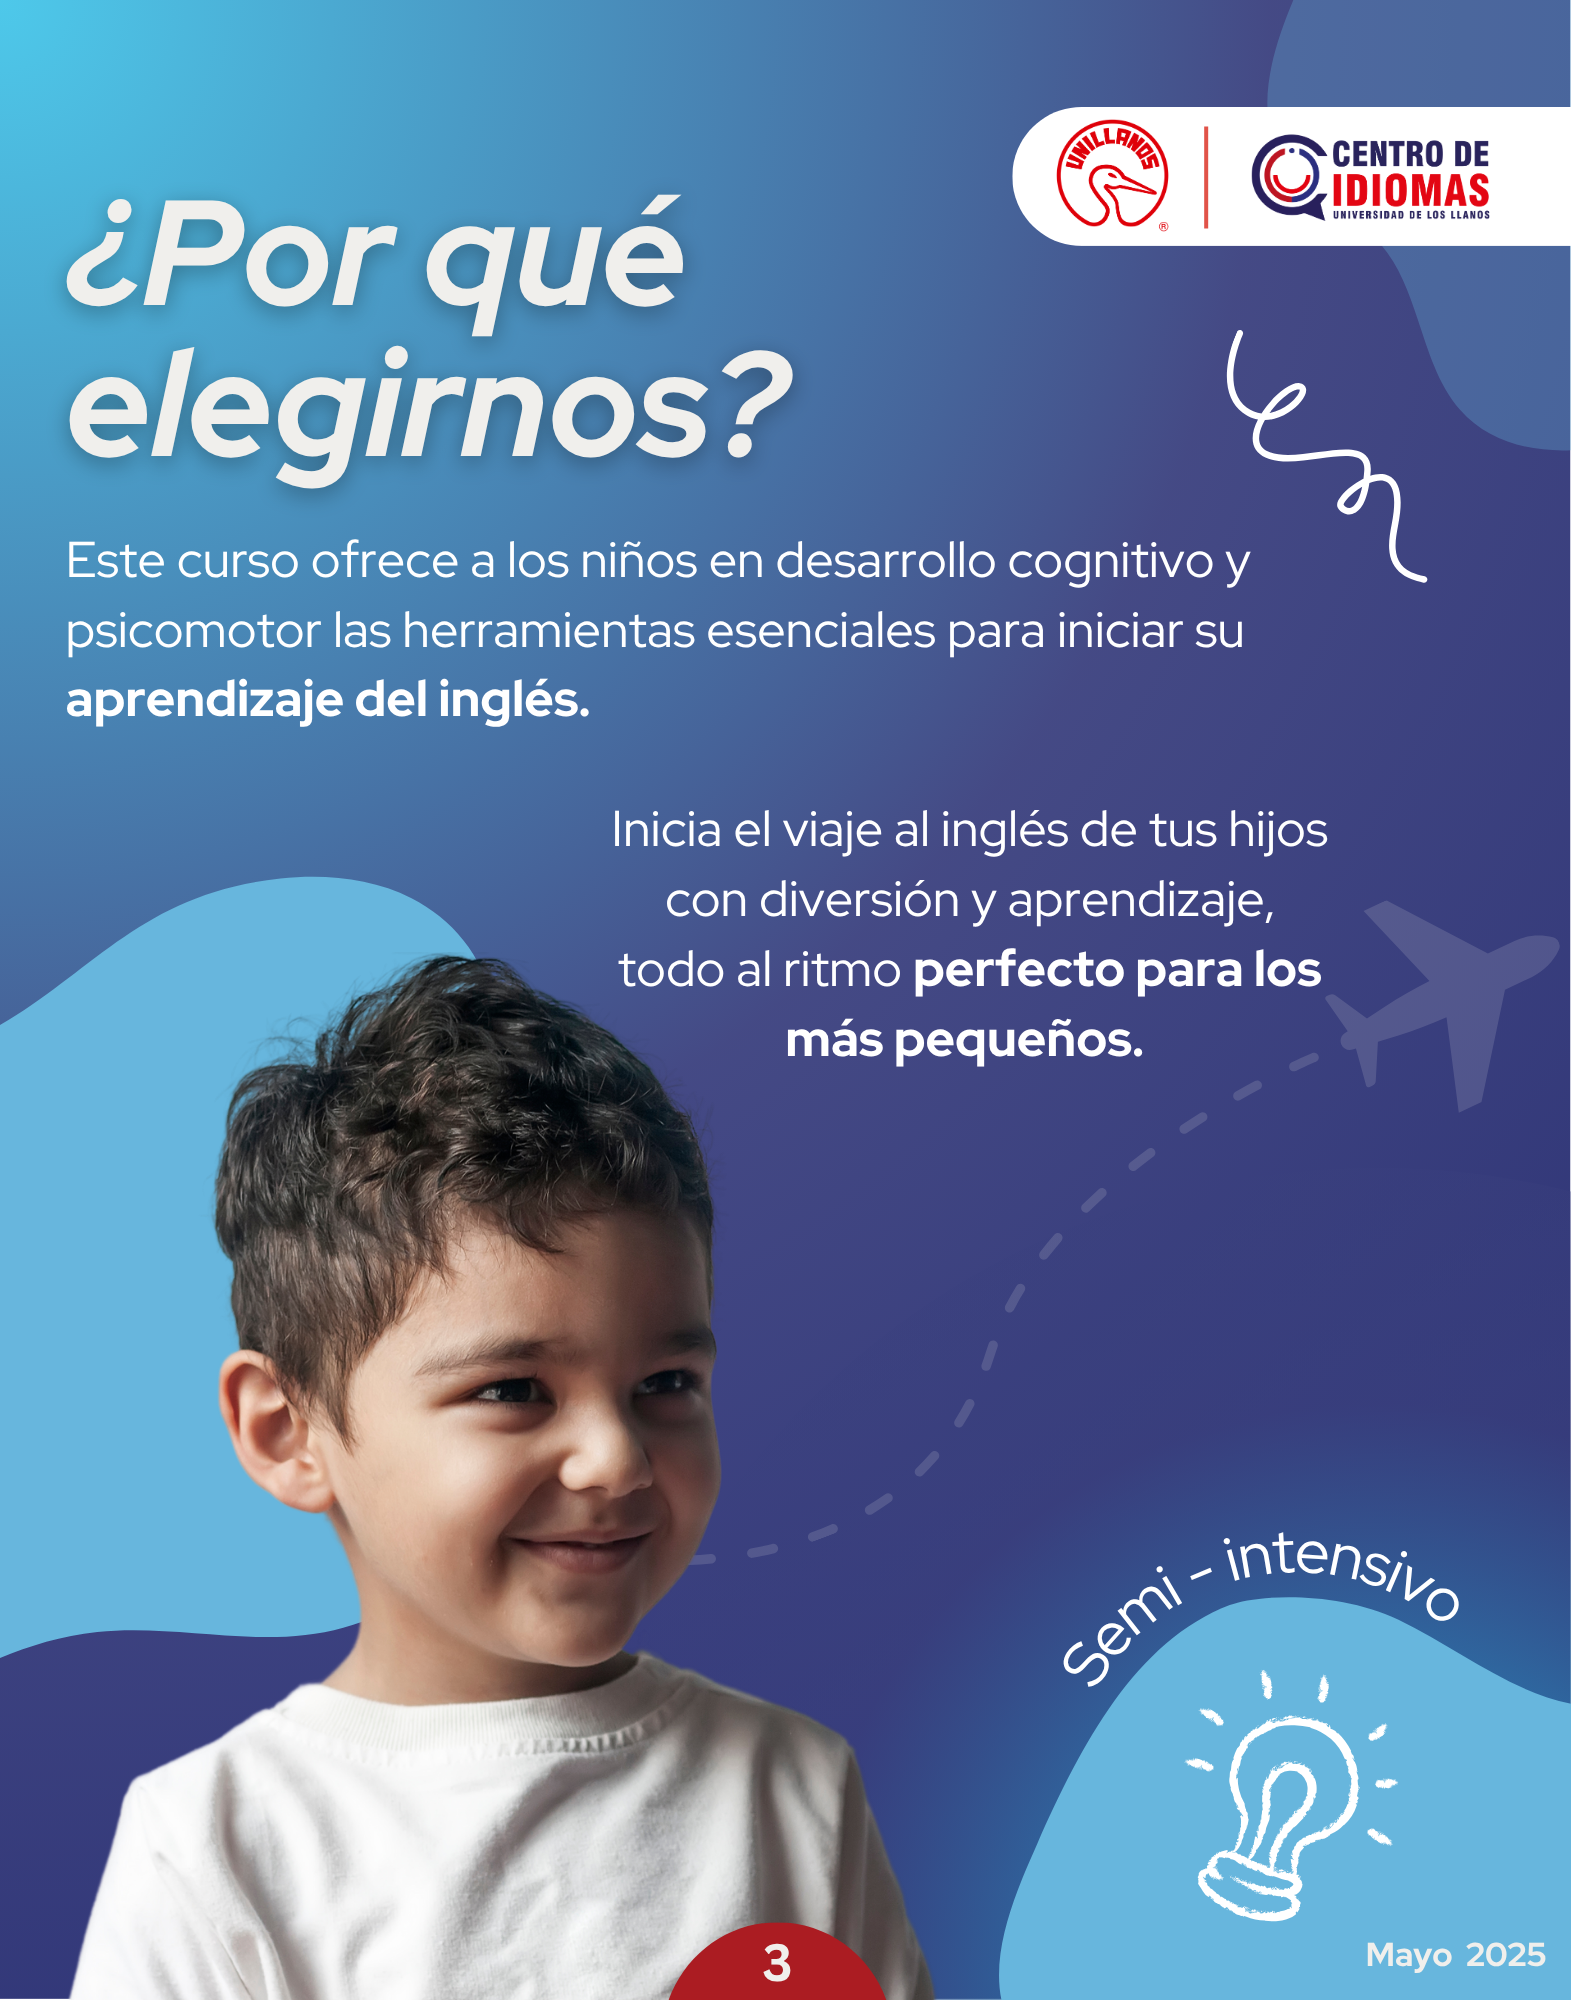 UNILLANOS
®
CENTRO DE
IDIOMAS
UNIVERSIDAD DE LOS LLANOS
¿Por qué
elegirnos?
Este curso ofrece a los niños en desarrollo cognitivo y
psicomotor las herramientas esenciales para iniciar su
aprendizaje del inglés.
Inicia el viaje al inglés de tus hijos
con diversión y aprendizaje,
todo al ritmo perfecto para los
más pequeños.
Semi - intensivo
3
Mayo 2025